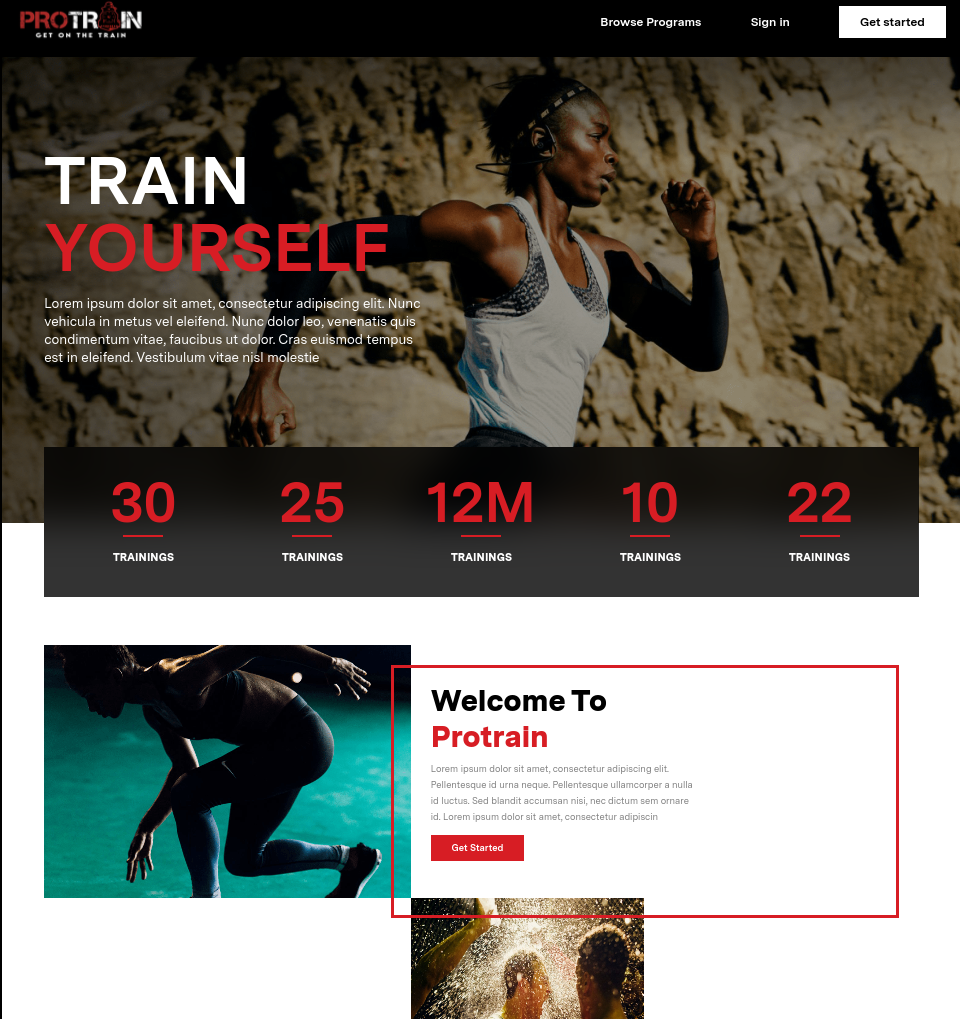 PROTRAIN
GET ON THE TRAIN
Browse Programs
Sign in
Get started
TRAIN
YOURSELF
Lorem ipsum dolor sit amet, consectetur adipiscing elit. Nunc
vehicula in metus vel eleifend. Nunc dolor leo, venenatis quis
condimentum vitae, faucibus ut dolor. Cras euismod tempus
est in eleifend. Vestibulum vitae nisl molestie
30
25
12M
10
22
TRAININGS
TRAININGS
TRAININGS
TRAININGS
TRAININGS
Welcome To
Protrain
Lorem ipsum dolor sit amet, consectetur adipiscing elit.
Pellentesque id urna neque. Pellentesque ullamcorper a nulla
id luctus. Sed blandit accumsan nisi, nec dictum sem ornare
id. Lorem ipsum dolor sit amet, consectetur adipiscin
Get Started